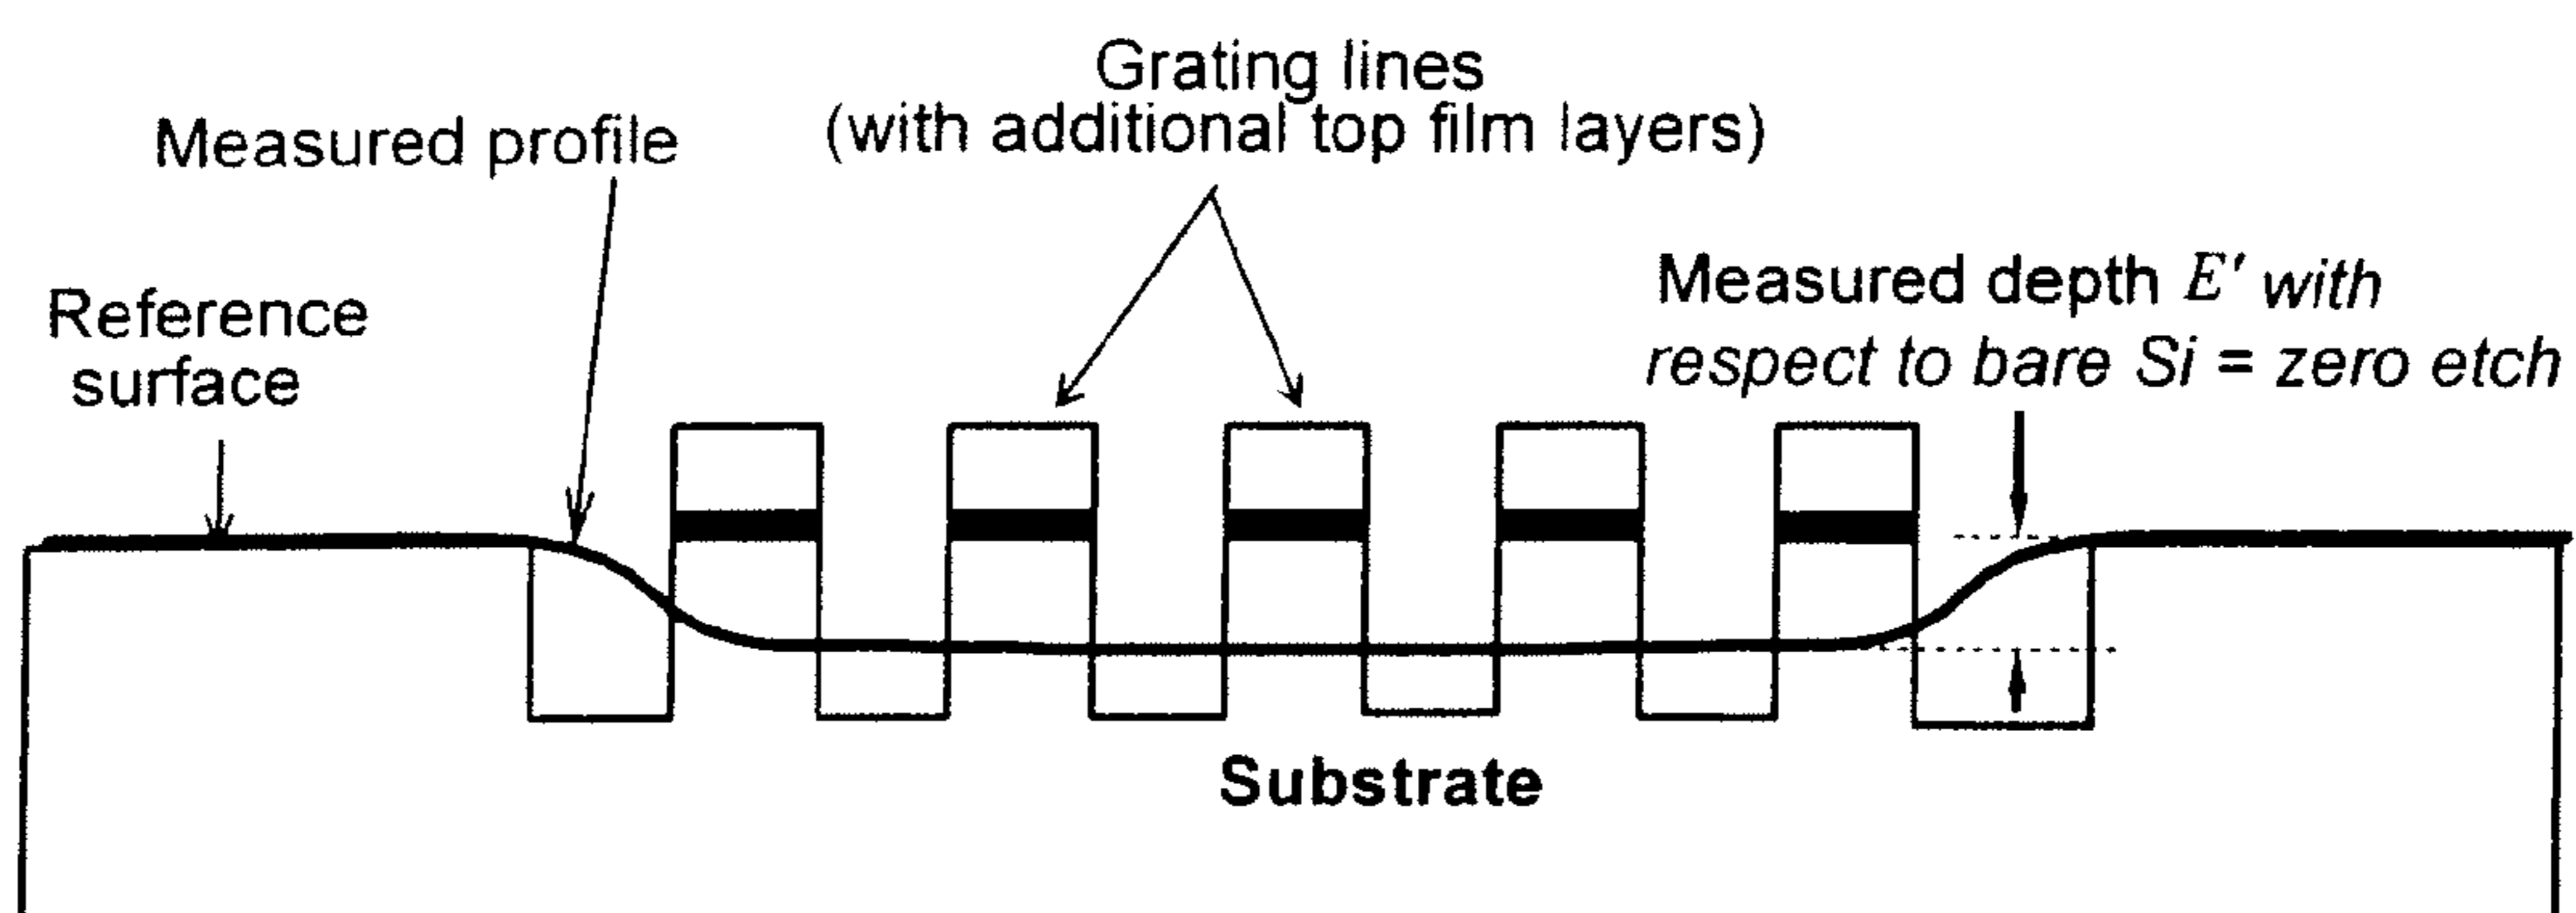 Grating lines
(with additional top film layers)
Measured profile
Reference
surface
Measured depth E' with
respect to bare Si = zero etch
Substrate